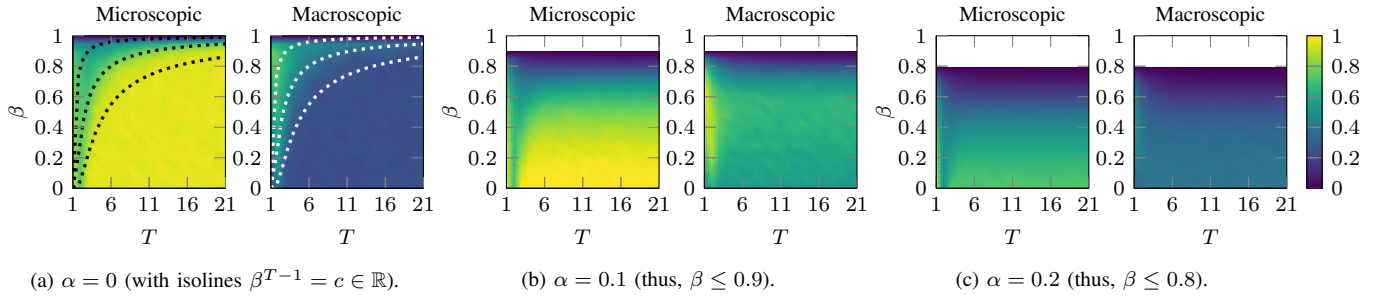 Microscopic Macroscopic Microscopic Macroscopic Microscopic Macroscopic
1 1 1 1
0.8 0.8 0.8 0.8
0.6 0.6 0.6 0.6
β β β
0.4 0.4 0.4 0.4
0.2 0.2 0.2 0.2
0 0 0 0
1 6 11 16 21 1 6 11 16 21 1 6 11 16 21 1 6 11 16 21 1 6 11 16 21 1 6 11 16 21
T T T T T T
(a) α = 0 (with isolines β^{T−1} = c ∈ ℝ). (b) α = 0.1 (thus, β ≤ 0.9). (c) α = 0.2 (thus, β ≤ 0.8).